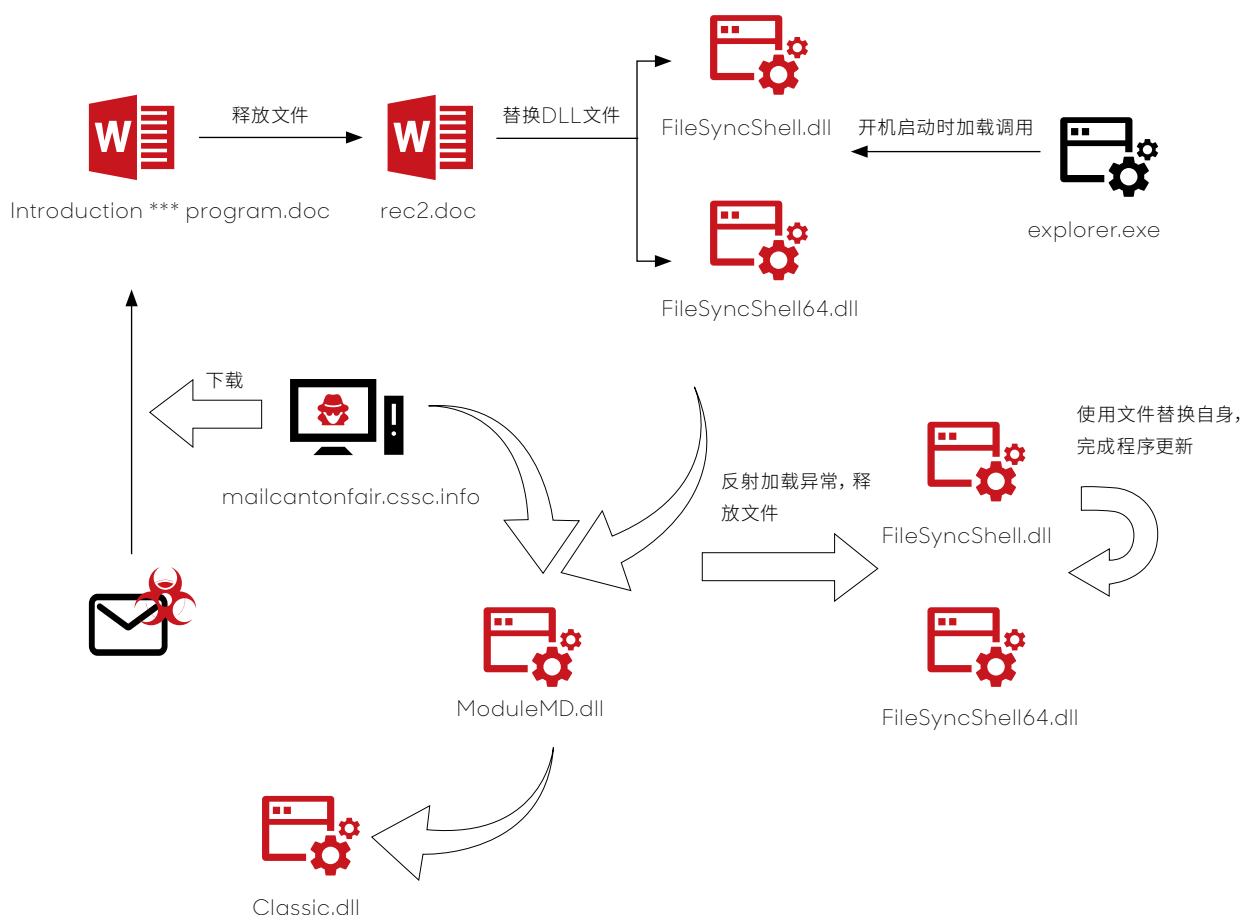 释放文件
替换DLL文件
FileSyncShell.dll
开机启动时加载调用
W
W
Introduction *** program.doc
rec2.doc
explorer.exe
FileSyncShell64.dll
下载
mailcantonfair.cssc.info
使用文件替换自身,
完成程序更新
反射加载异常, 释
放文件
FileSyncShell.dll
ModuleMD.dll
FileSyncShell64.dll
Classic.dll